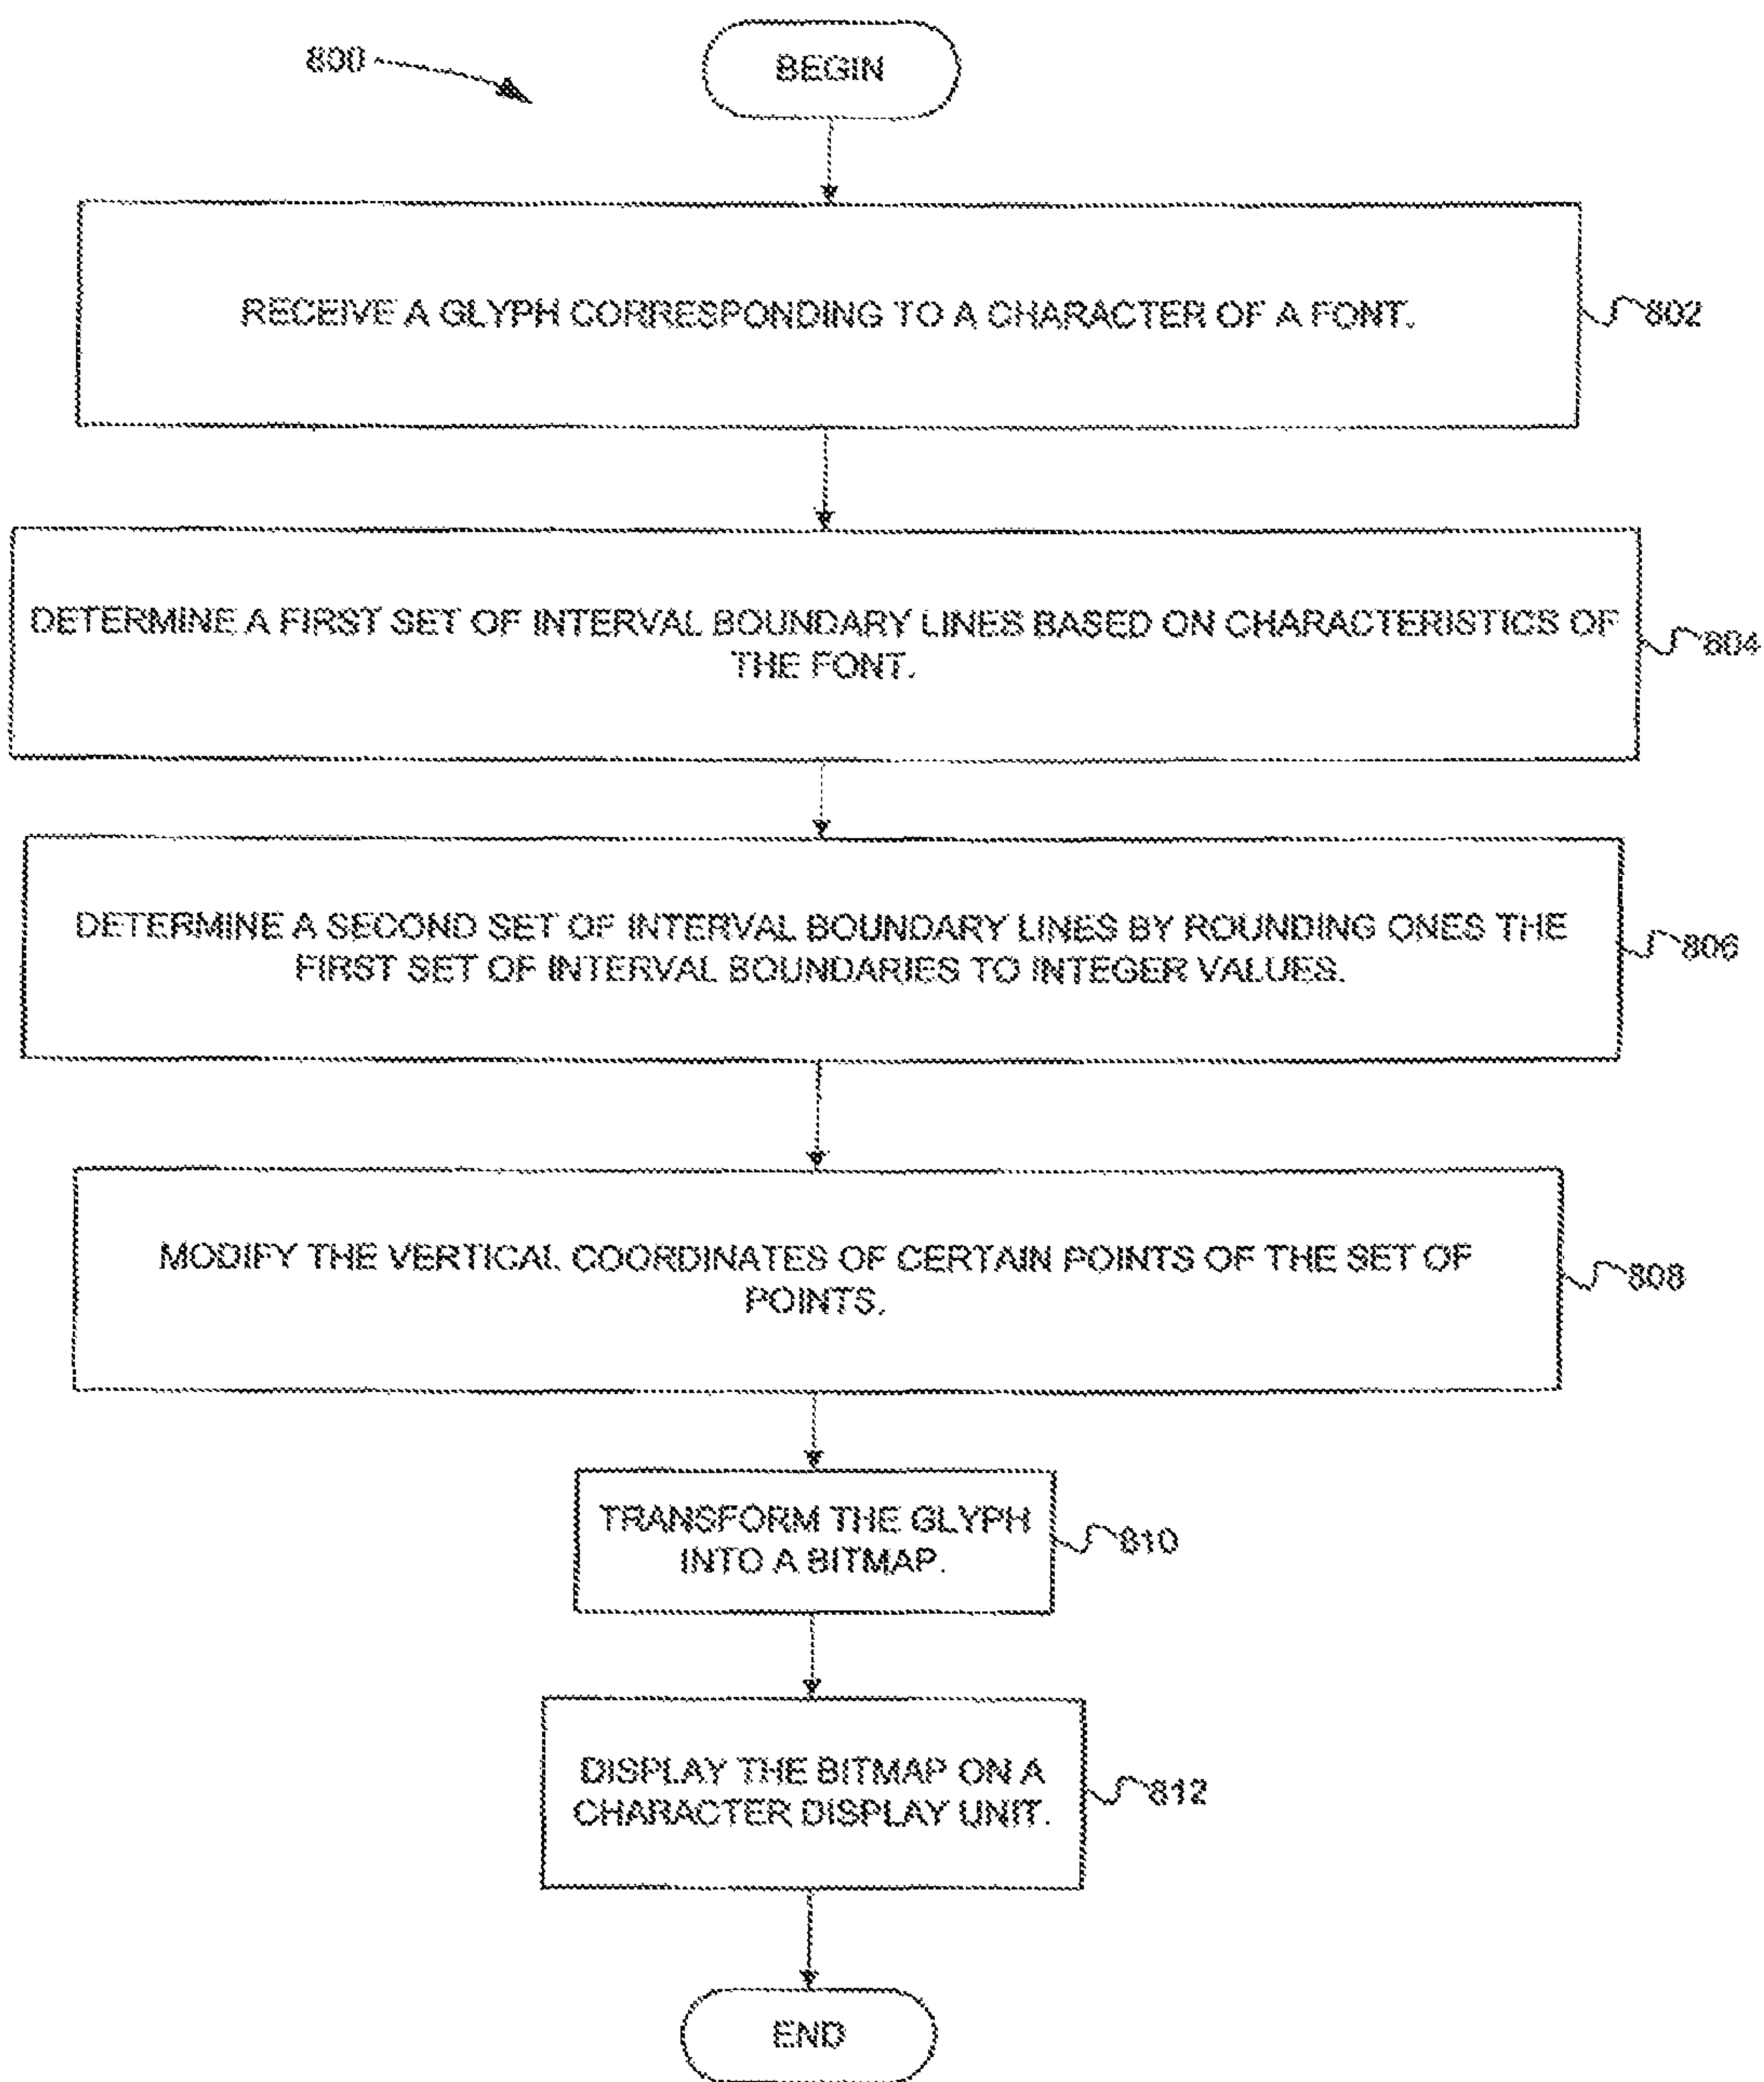 800
BEGIN
RECEIVE A GLYPH CORRESPONDING TO A CHARACTER OF A FONT.
802
DETERMINE A FIRST SET OF INTERVAL BOUNDARY LINES BASED ON CHARACTERISTICS OF
THE FONT.
804
DETERMINE A SECOND SET OF INTERVAL BOUNDARY LINES BY ROUNDING ONES THE
FIRST SET OF INTERVAL BOUNDARIES TO INTEGER VALUES.
806
MODIFY THE VERTICAL COORDINATES OF CERTAIN POINTS OF THE SET OF
POINTS.
808
TRANSFORM THE GLYPH
INTO A BITMAP.
810
DISPLAY THE BITMAP ON A
CHARACTER DISPLAY UNIT.
812
END